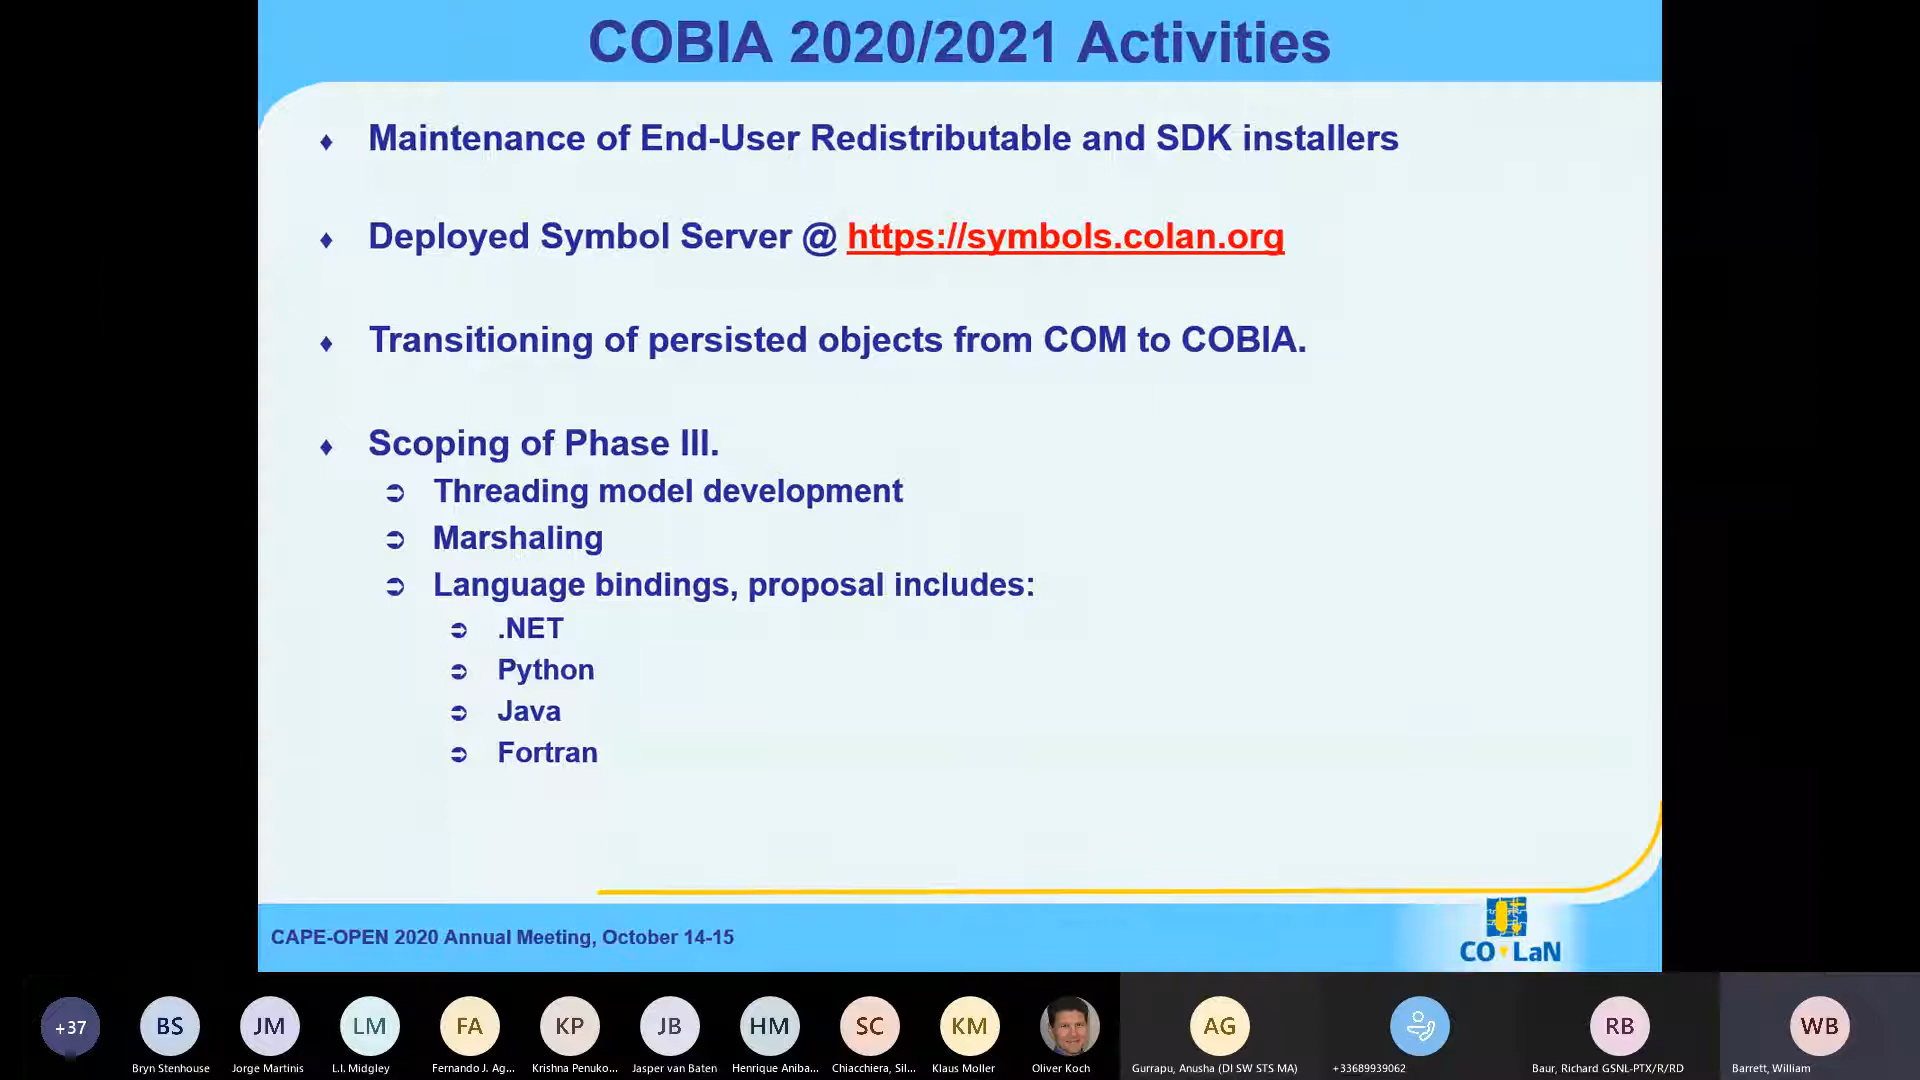 COBIA 2020/2021 Activities
Maintenance of End-User Redistributable and SDK installers
Deployed Symbol Server @ https://symbols.colan.org
Transitioning of persisted objects from COM to COBIA.
Scoping of Phase III.
Threading model development
Marshaling
Language bindings, proposal includes:
.NET
Python
Java
Fortran
CAPE-OPEN 2020 Annual Meeting, October 14-15
CO LaN
+37
BS
JM
LM
FA
KP
JB
HM
SC
KM
AG
RB
WB
Bryn Stenhouse
Jorge Martinis
L.I. Midgley
Fernando J. Ag...
Krishna Penuko...
Jasper van Baten
Henrique Aniba...
Chiacchiera, Sil...
Klaus Moller
Oliver Koch
Gurrapu, Anusha (DI SW STS MA)
+33689939062
Baur, Richard GSNL-PTX/R/RD
Barrett, William